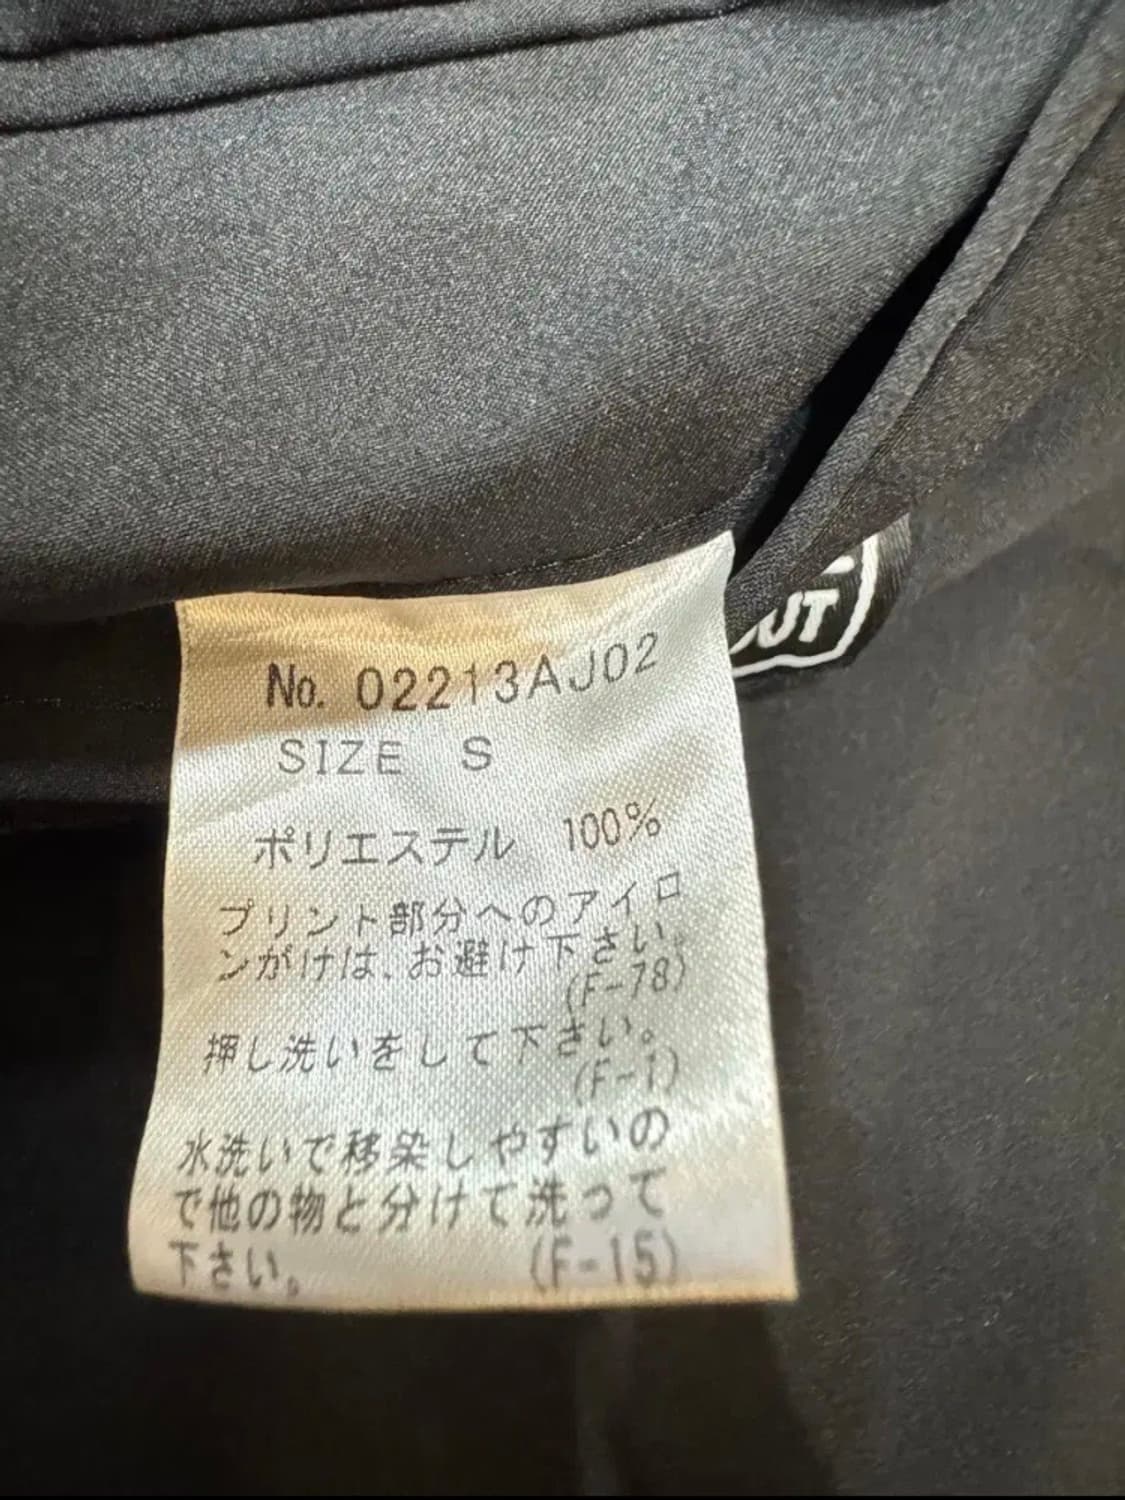 No. 02213AJ02
SIZE S
ポリエステル 100%
プリント部分へのアイロ
ンがけは、お避け下さい。
(F-78)
押し洗いをして下さい。
(F-1)
水洗いで移染しやすいの
で他の物と分けて洗って
下さい。 (F-15)